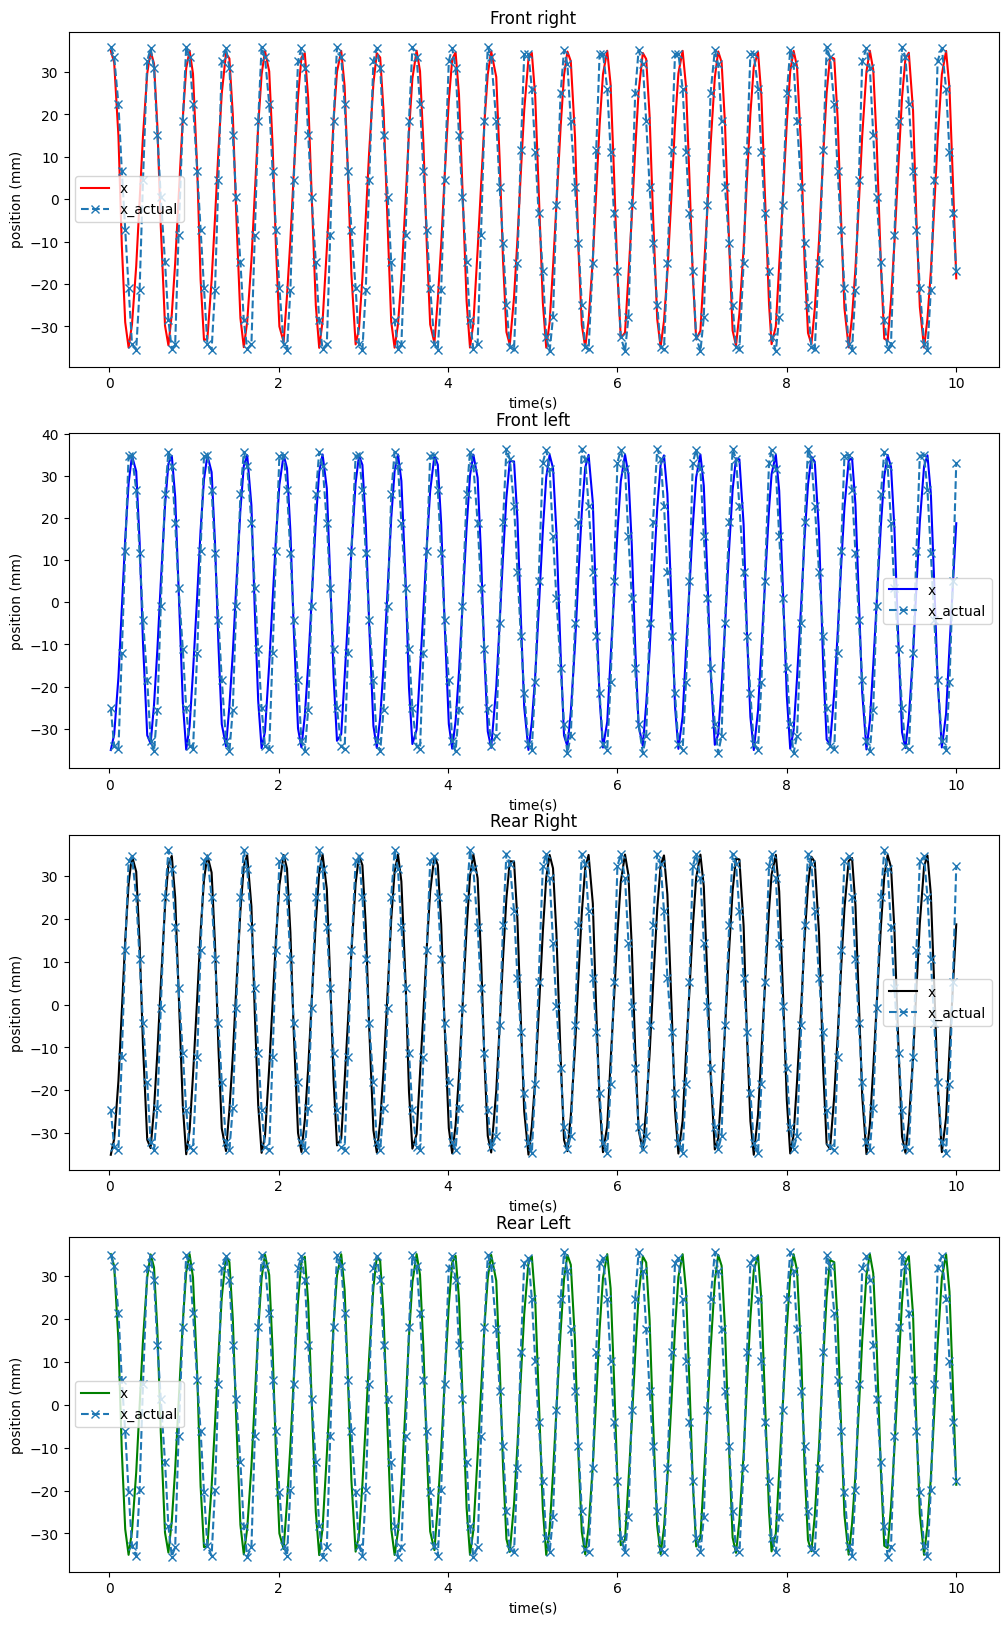 Front right
30
20
10
0
−10
−20
−30
position (mm)
x
x_actual
0 2 4 6 8 10
time(s)
Front left
40
30
20
10
0
−10
−20
−30
position (mm)
x
x_actual
0 2 4 6 8 10
time(s)
Rear Right
30
20
10
0
−10
−20
−30
position (mm)
x
x_actual
0 2 4 6 8 10
time(s)
Rear Left
30
20
10
0
−10
−20
−30
position (mm)
x
x_actual
0 2 4 6 8 10
time(s)